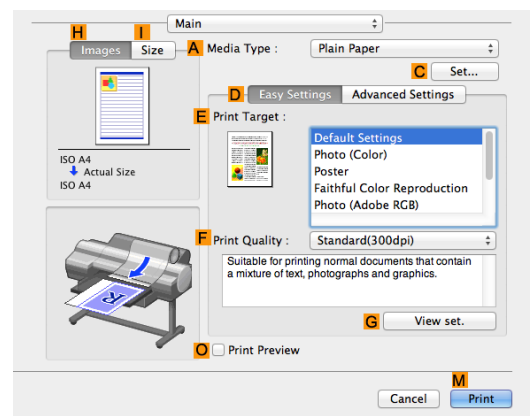 Main
H I
Images Size A Media Type : Plain Paper
C Set...
D Easy Settings Advanced Settings
E Print Target :
Default Settings
Photo (Color)
Poster
Faithful Color Reproduction
Photo (Adobe RGB)
ISO A4
Actual Size
ISO A4
F Print Quality : Standard(300dpi)
Suitable for printing normal documents that contain
a mixture of text, photographs and graphics.
R
G View set.
O Print Preview
M
Cancel Print